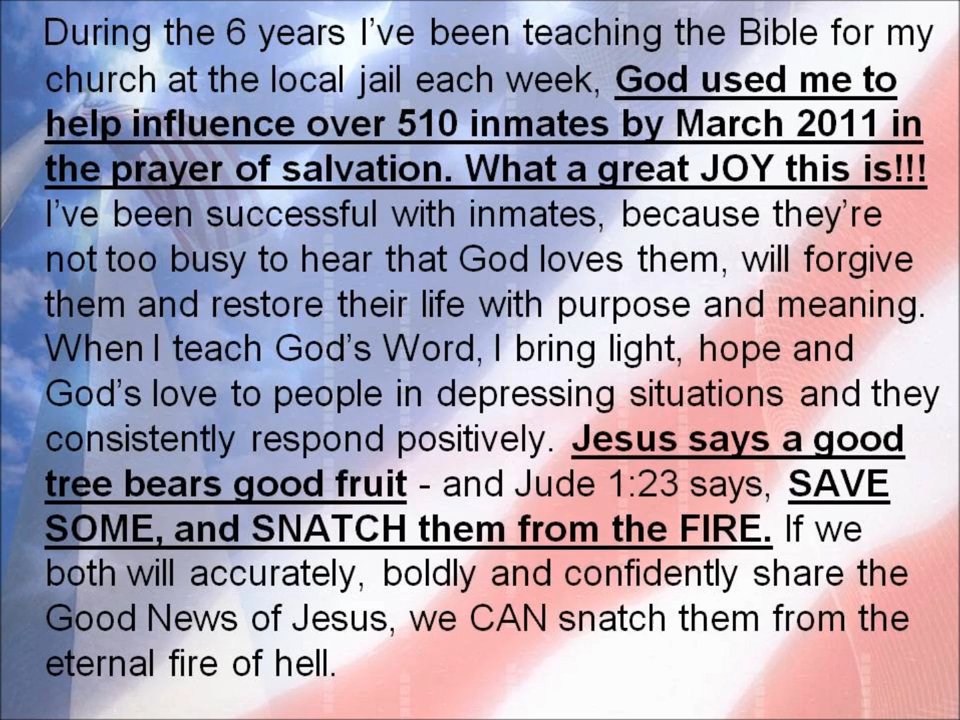 During the 6 years I’ve been teaching the Bible for my
church at the local jail each week, God used me to
help influence over 510 inmates by March 2011 in
the prayer of salvation. What a great JOY this is!!!
I’ve been successful with inmates, because they’re
not too busy to hear that God loves them, will forgive
them and restore their life with purpose and meaning.
When I teach God’s Word, I bring light, hope and
God’s love to people in depressing situations and they
consistently respond positively. Jesus says a good
tree bears good fruit - and Jude 1:23 says, SAVE
SOME, and SNATCH them from the FIRE. If we
both will accurately, boldly and confidently share the
Good News of Jesus, we CAN snatch them from the
eternal fire of hell.